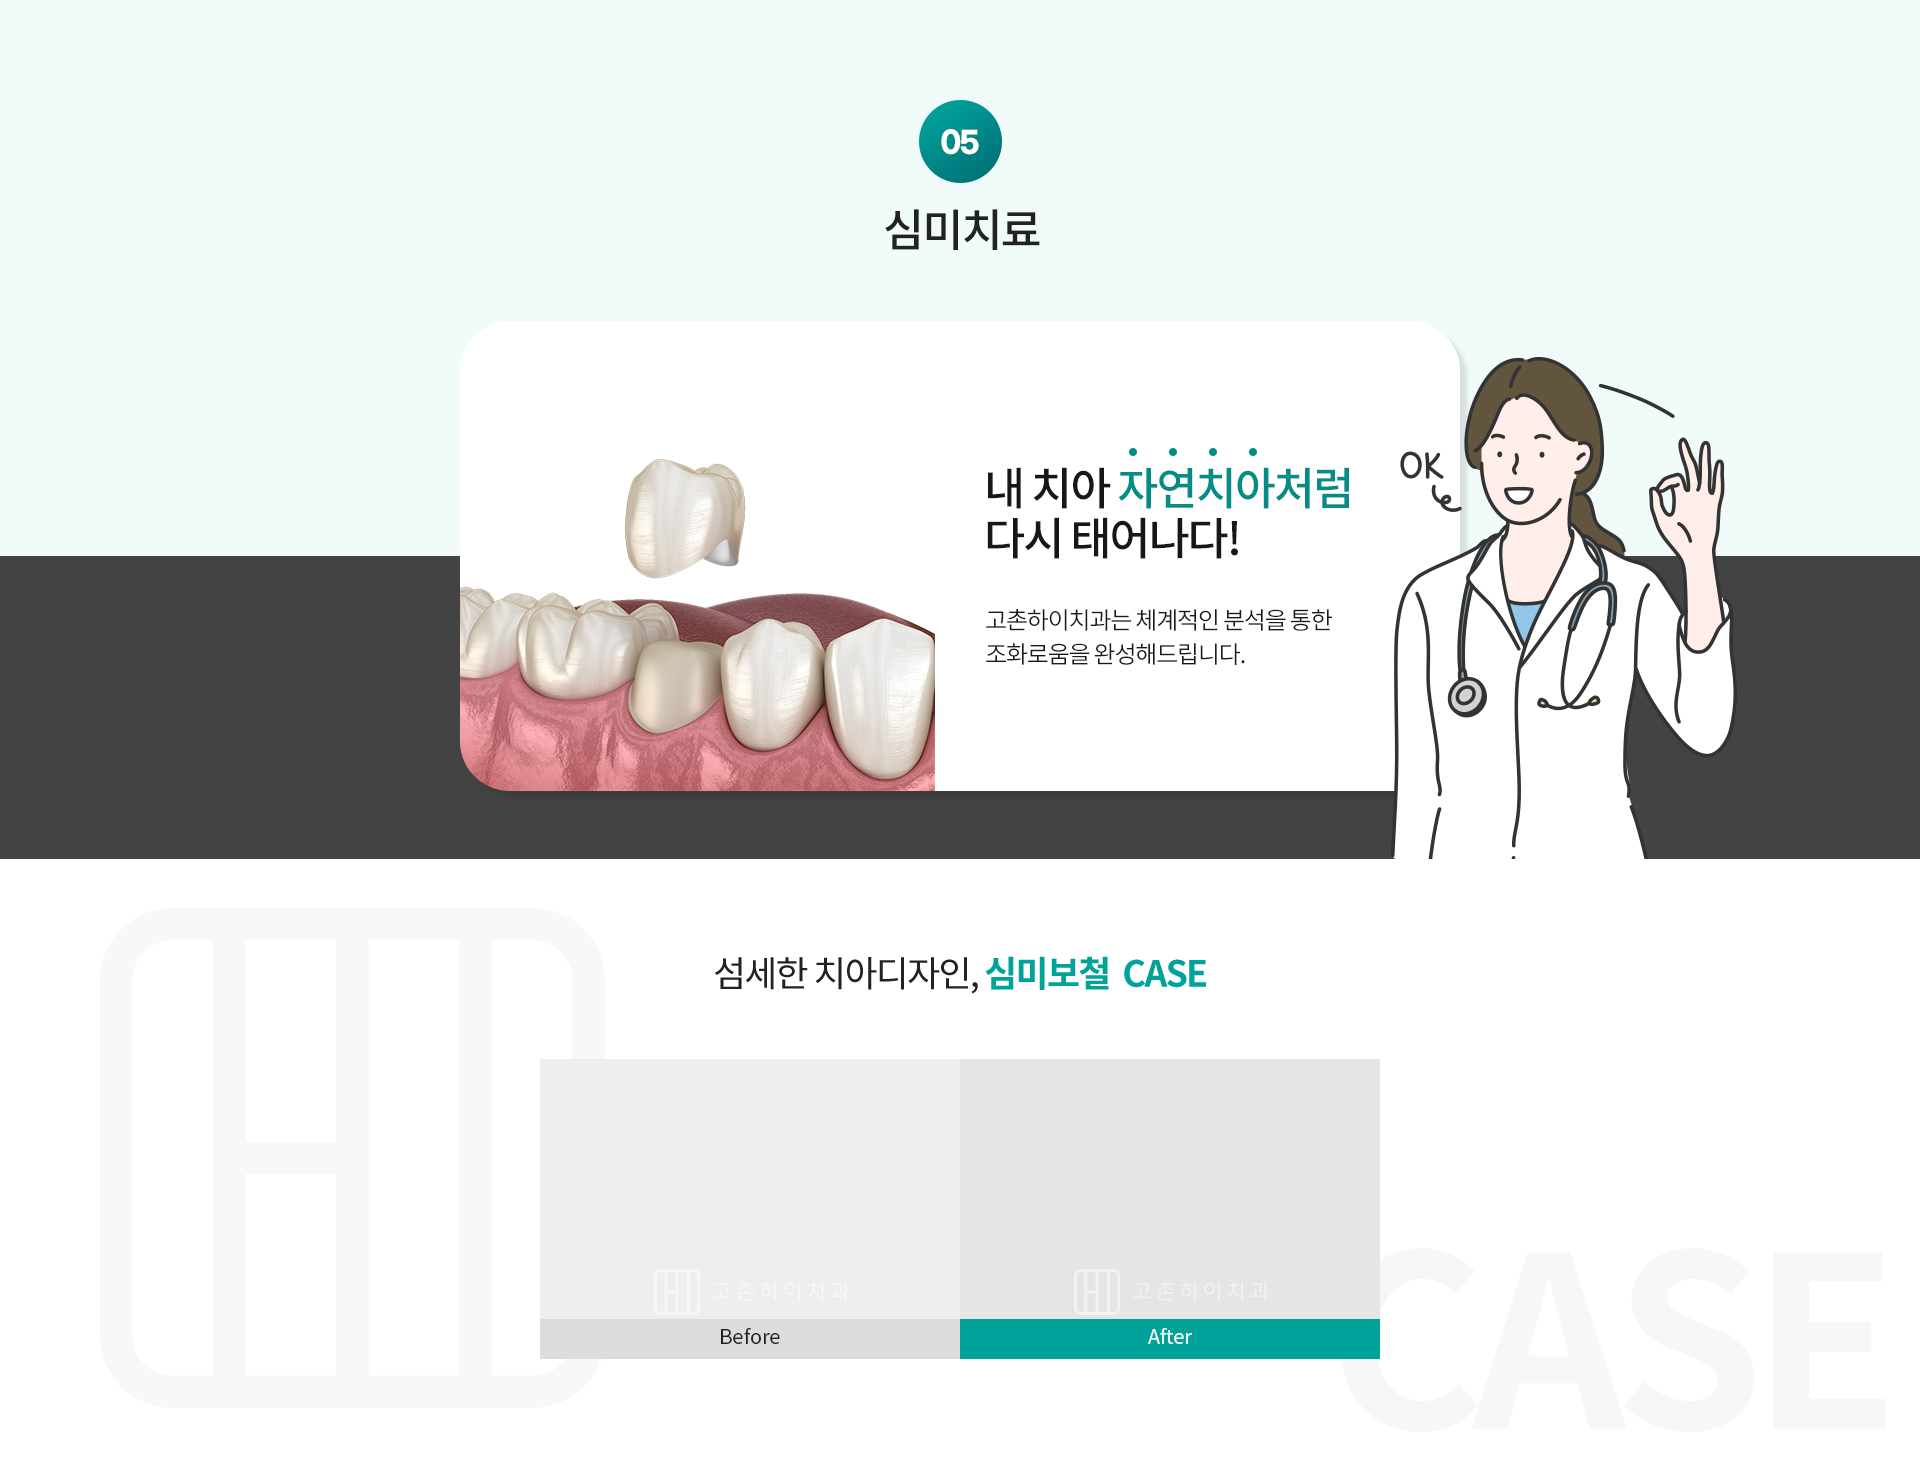 05
심미치료
내 치아 자연치아처럼
다시 태어나다!
고촌하이치과는 체계적인 분석을 통한
조화로움을 완성해드립니다.
OK
섬세한 치아디자인, 심미보철 CASE
고촌하이치과
고촌하이치과
Before
After
CASE